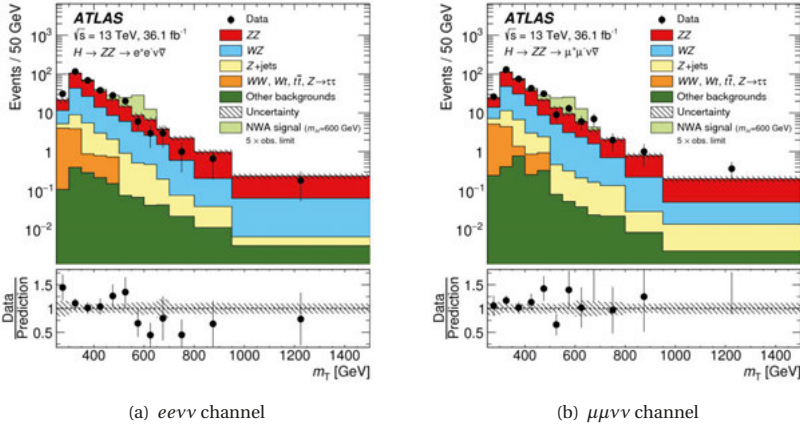 ATLAS
√s = 13 TeV, 36.1 fb⁻¹
H → ZZ → e⁺e⁻νν̄
Data
ZZ
WZ
Z+jets
WW, Wt, tt̄, Z→ττ
Other backgrounds
Uncertainty
NWA signal (m_H=600 GeV)
5 × obs. limit
Events / 50 GeV
10³
10²
10
1
10⁻¹
10⁻²
Data
Prediction
1.5
1
0.5
400 600 800 1000 1200 1400
m_T [GeV]
(a) eeνν channel
ATLAS
√s = 13 TeV, 36.1 fb⁻¹
H → ZZ → μ⁺μ⁻νν̄
Data
ZZ
WZ
Z+jets
WW, Wt, tt̄, Z→ττ
Other backgrounds
Uncertainty
NWA signal (m_H=600 GeV)
5 × obs. limit
Events / 50 GeV
10³
10²
10
1
10⁻¹
10⁻²
Data
Prediction
1.5
1
0.5
400 600 800 1000 1200 1400
m_T [GeV]
(b) μμνν channel